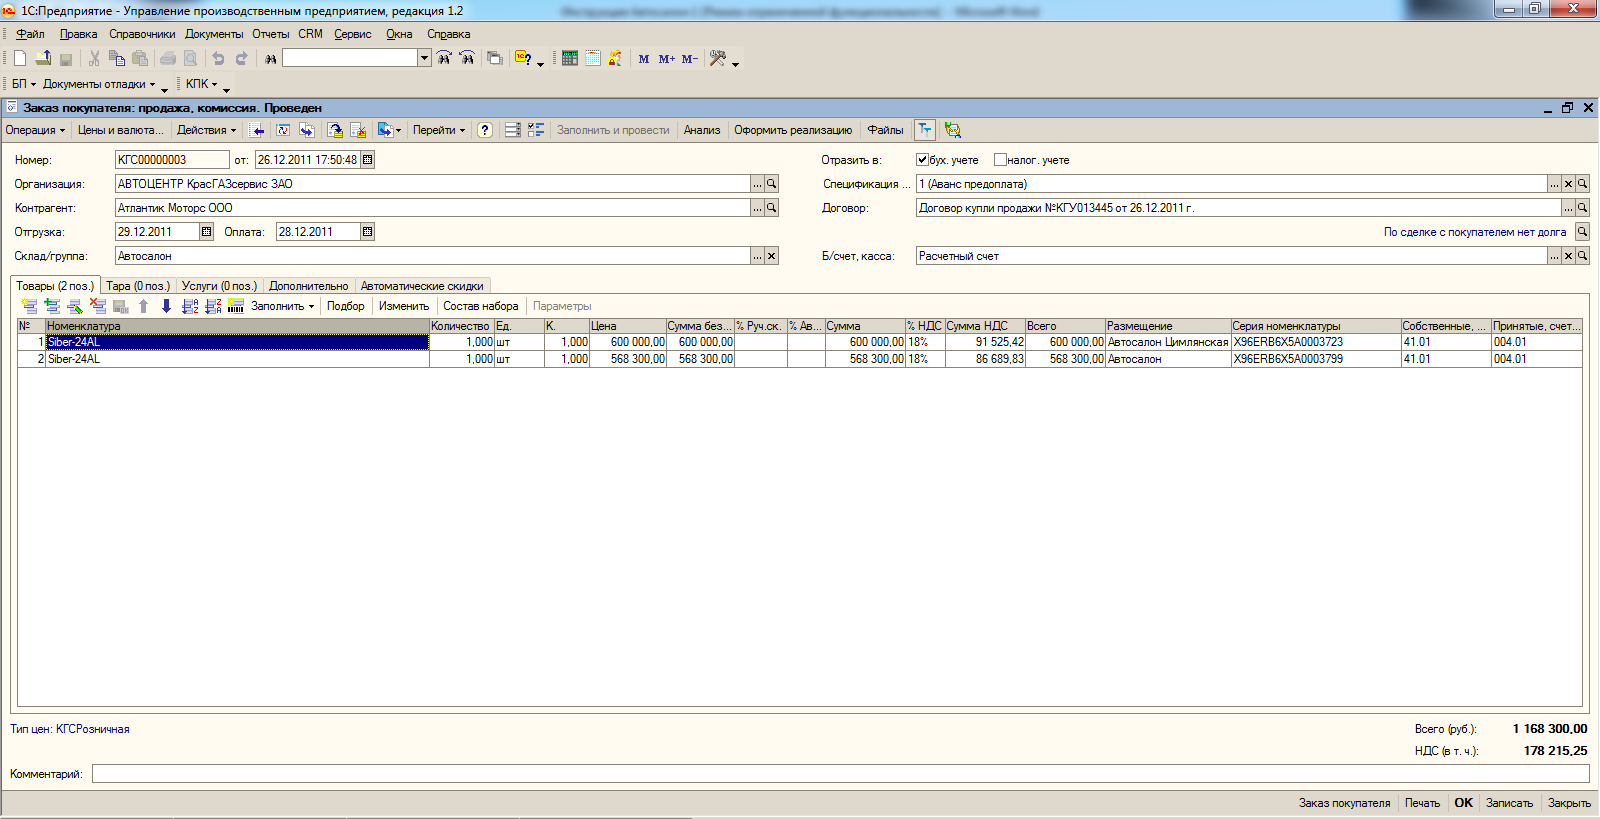 1С:Предприятие - Управление производственным предприятием, редакция 1.2
Файл Правка Справочники Документы Отчеты CRM Сервис Окна Справка
M M+ M-
БП Документы отладки КПК
Заказ покупателя: продажа, комиссия. Проведен
Операция Цены и валюта... Действия Перейти Заполнить и провести Анализ Оформить реализацию Файлы
Номер: КГС00000003 от: 26.12.2011 17:50:48 Отразить в: бух. учете налог. учете
Организация: АВТОЦЕНТР КрасГАЗсервис ЗАО Спецификация ... 1 (Аванс предоплата)
Контрагент: Атлантик Моторс ООО Договор: Договор купли продажи №КГУ013445 от 26.12.2011 г.
Отгрузка: 29.12.2011 Оплата: 28.12.2011 По сделке с покупателем нет долга
Склад/группа: Автосалон Б/счет, касса: Расчетный счет
Товары (2 поз.) Тара (0 поз.) Услуги (0 поз.) Дополнительно Автоматические скидки
Заполнить Подбор Изменить Состав набора Параметры
№ Номенклатура Количество Ед. К. Цена Сумма без... % Руч.ск. % Ав... Сумма % НДС Сумма НДС Всего Размещение Серия номенклатуры Собственные, ... Принятые, счет...
1 Siber-24AL 1,000 шт 1,000 600 000,00 600 000,00 600 000,00 18% 91 525,42 600 000,00 Автосалон Цимлянская X96ERB6X5A0003723 41.01 004.01
2 Siber-24AL 1,000 шт 1,000 568 300,00 568 300,00 568 300,00 18% 86 689,83 568 300,00 Автосалон X96ERB6X5A0003799 41.01 004.01
Тип цен: КГСРозничная Всего (руб.): 1 168 300,00
НДС (в т. ч.): 178 215,25
Комментарий:
Заказ покупателя Печать OK Записать Закрыть